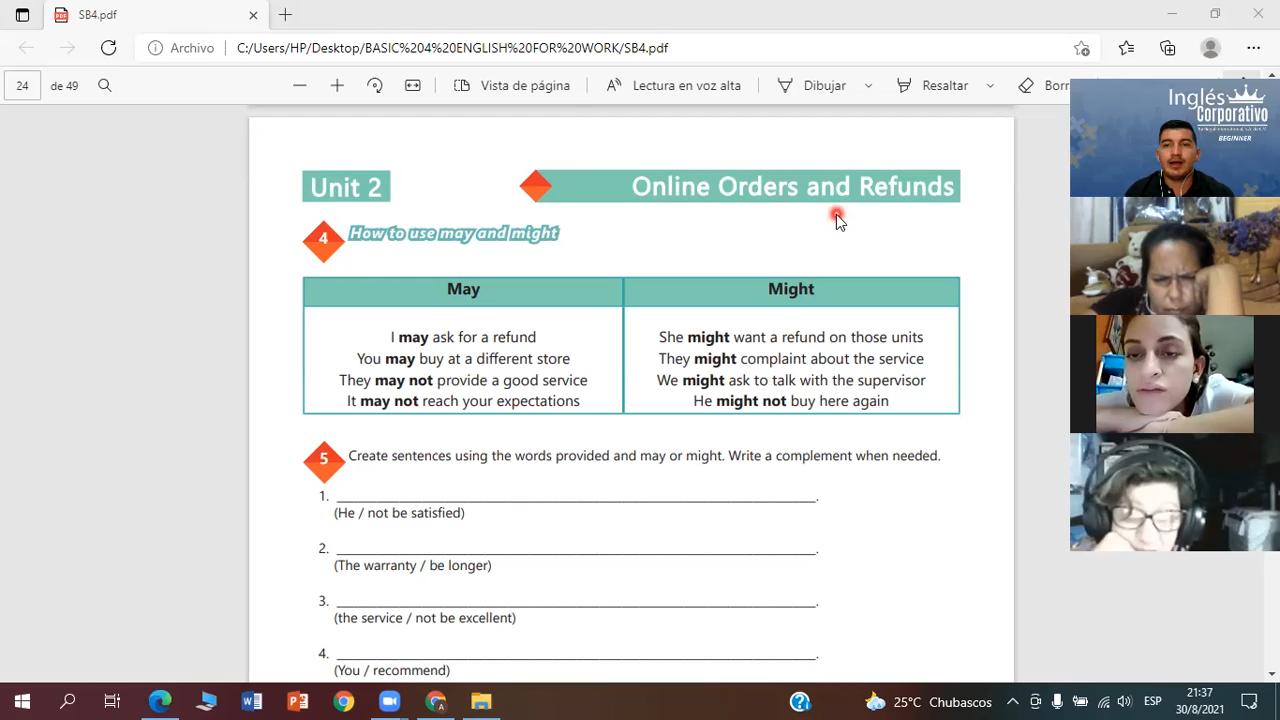 SB4.pdf
Archivo
C:/Users/HP/Desktop/BASIC%204%20ENGLISH%20FOR%20WORK/SB4.pdf
24
de 49
Vista de página
Lectura en voz alta
Dibujar
Resaltar
Borr
Inglés
Corporativo
BEGINNER
Unit 2
Online Orders and Refunds
4 How to use may and might
May
Might
I may ask for a refund
She might want a refund on those units
You may buy at a different store
They might complaint about the service
They may not provide a good service
We might ask to talk with the supervisor
It may not reach your expectations
He might not buy here again
5 Create sentences using the words provided and may or might. Write a complement when needed.
1. ______________________________.
(He / not be satisfied)
2. ______________________________.
(The warranty / be longer)
3. ______________________________.
(the service / not be excellent)
4. ______________________________.
(You / recommend)
25°C Chubascos
ESP
21:37
30/8/2021